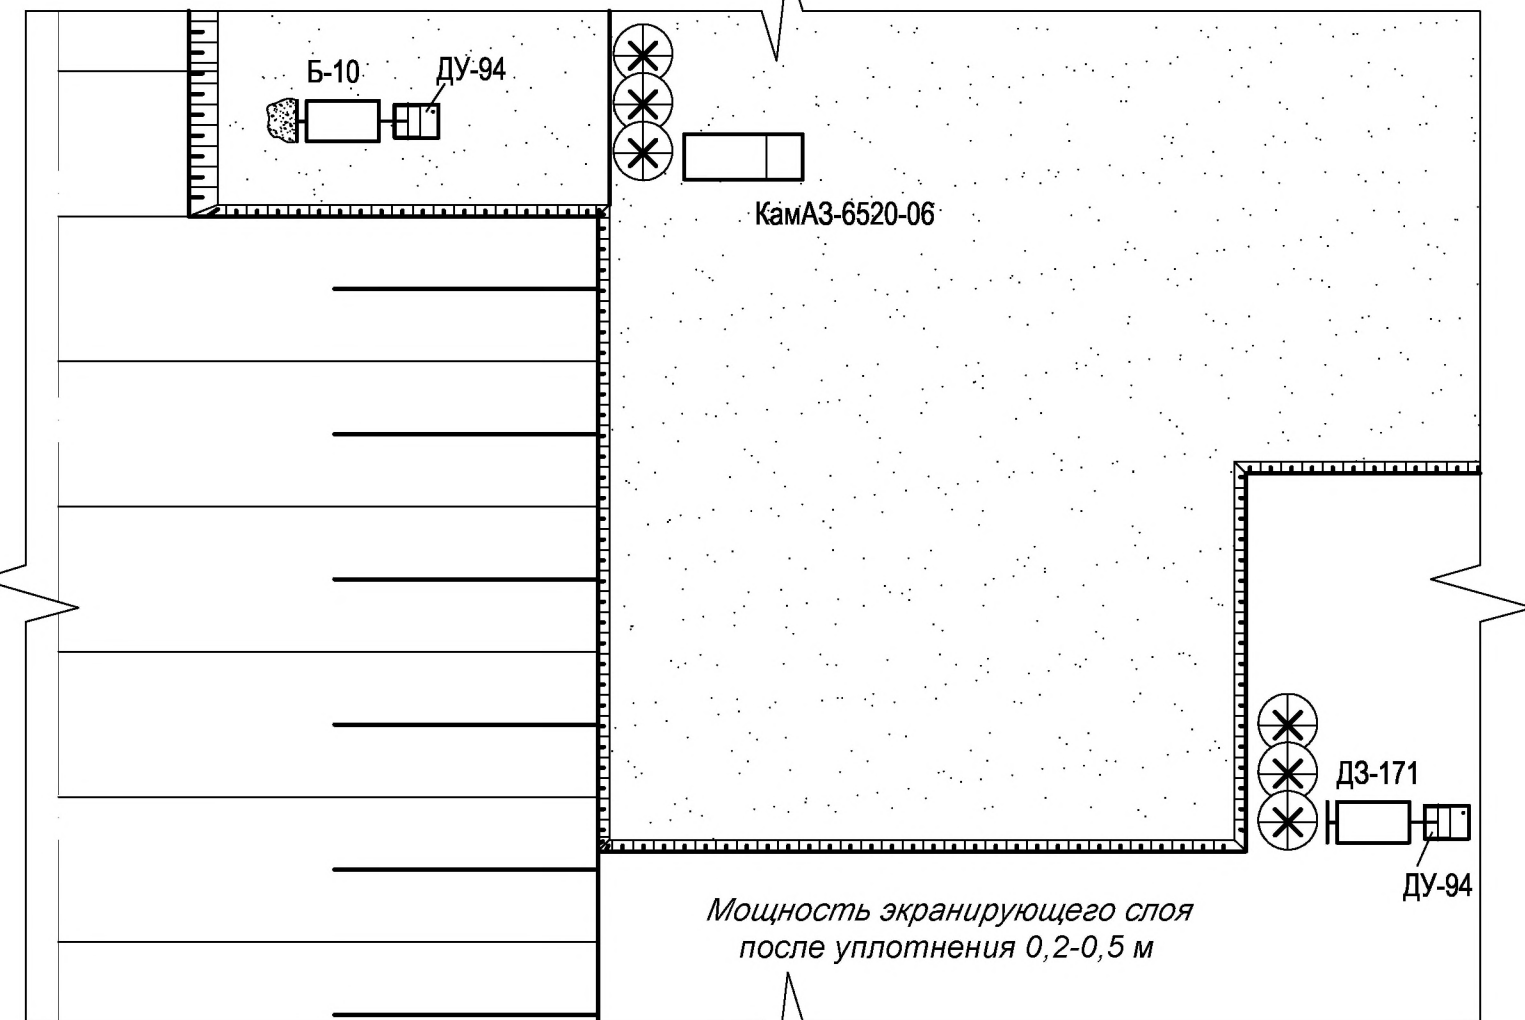 Б-10
ДУ-94
КамАЗ-6520-06
ДЗ-171
ДУ-94
Мощность экранирующего слоя
после уплотнения 0,2-0,5 м